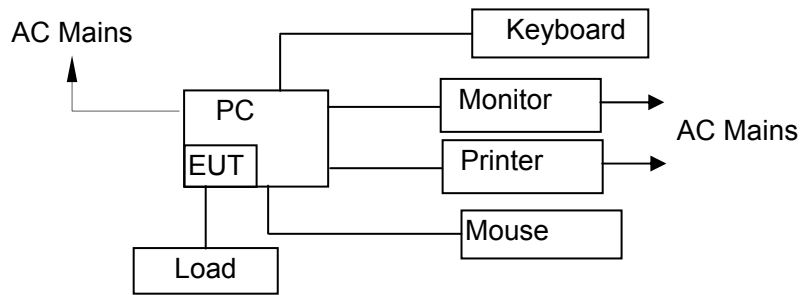 Keyboard
AC Mains
PC
Monitor
AC Mains
EUT
Printer
Mouse
Load